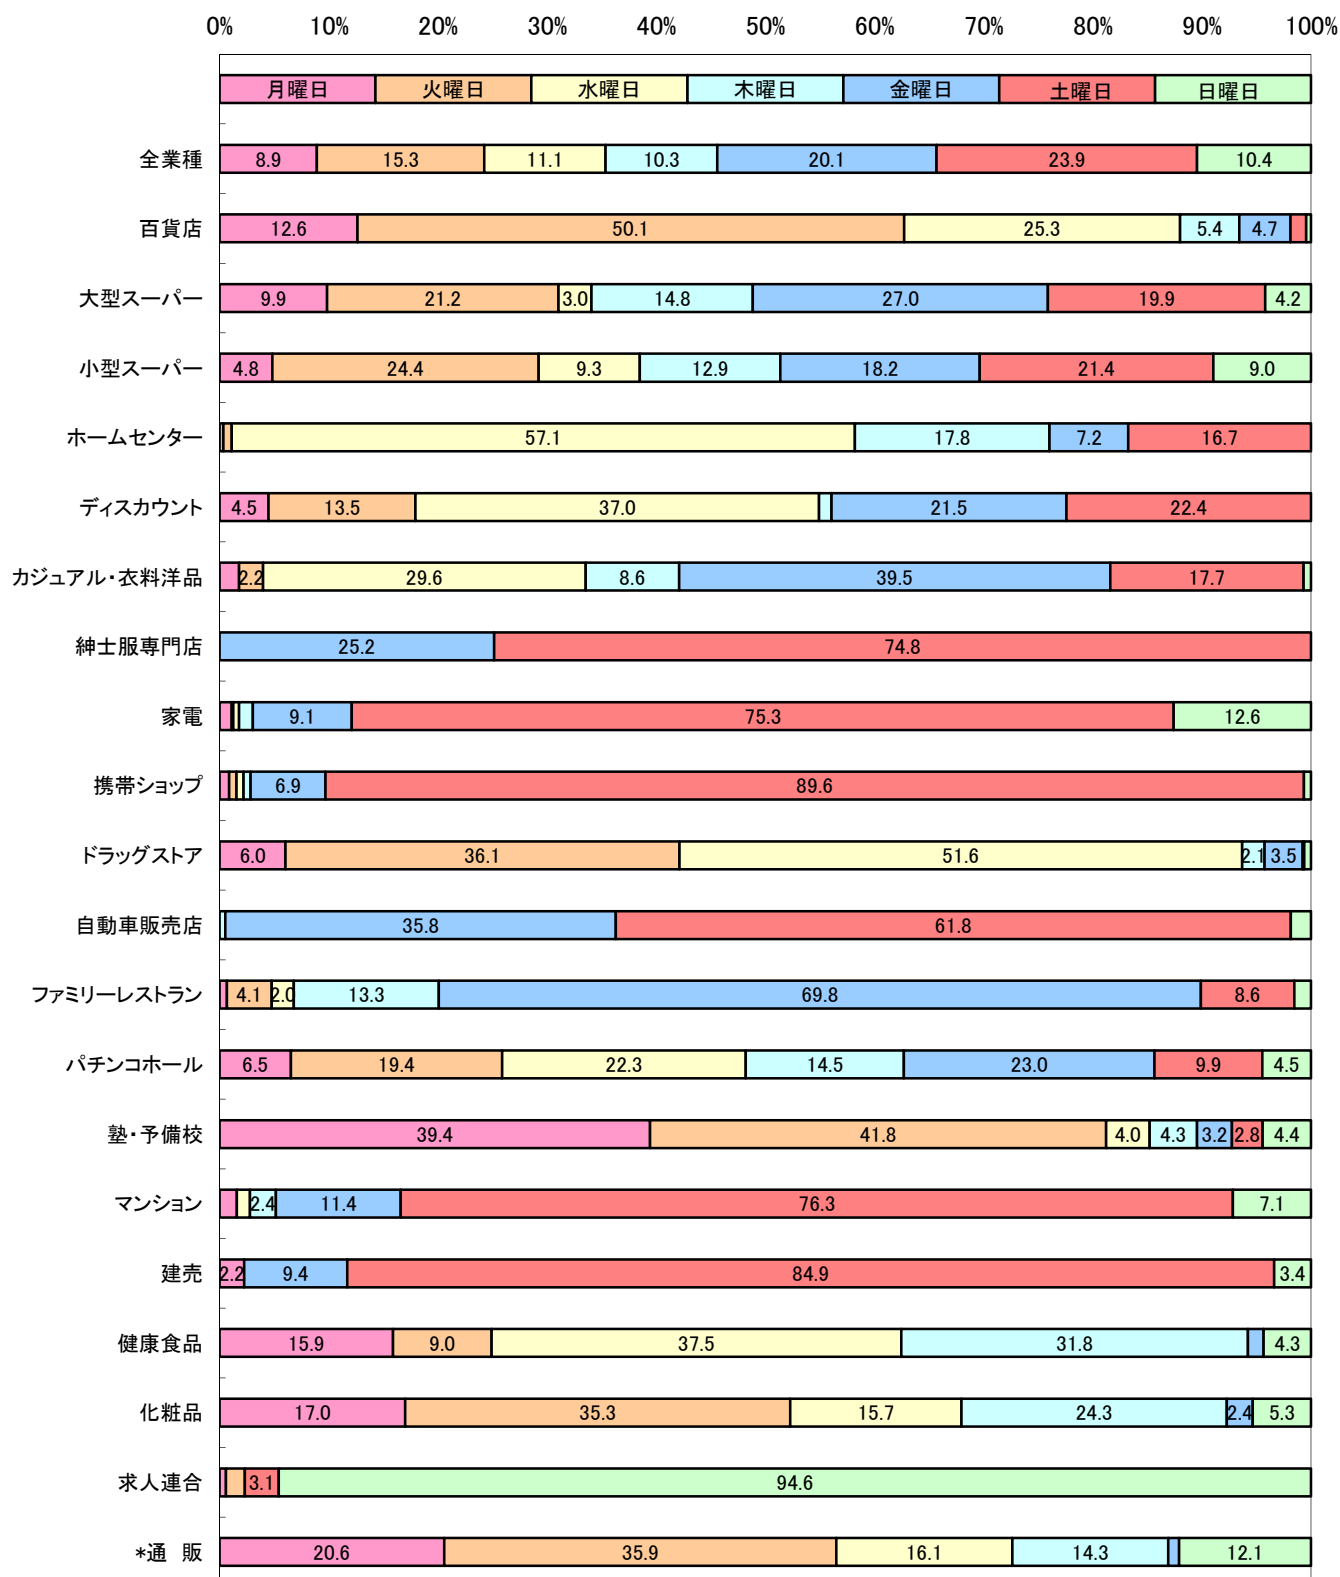 0% 10% 20% 30% 40% 50% 60% 70% 80% 90% 100%
月曜日 火曜日 水曜日 木曜日 金曜日 土曜日 日曜日
全業種 8.9 15.3 11.1 10.3 20.1 23.9 10.4
百貨店 12.6 50.1 25.3 5.4 4.7
大型スーパー 9.9 21.2 3.0 14.8 27.0 19.9 4.2
小型スーパー 4.8 24.4 9.3 12.9 18.2 21.4 9.0
ホームセンター 57.1 17.8 7.2 16.7
ディスカウント 4.5 13.5 37.0 21.5 22.4
カジュアル・衣料洋品 2.2 29.6 8.6 39.5 17.7
紳士服専門店 25.2 74.8
家電 9.1 75.3 12.6
携帯ショップ 6.9 89.6
ドラッグストア 6.0 36.1 51.6 2.1 3.5
自動車販売店 35.8 61.8
ファミリーレストラン 4.1 2.0 13.3 69.8 8.6
パチンコホール 6.5 19.4 22.3 14.5 23.0 9.9 4.5
塾・予備校 39.4 41.8 4.0 4.3 3.2 2.8 4.4
マンション 2.4 11.4 76.3 7.1
建売 2.2 9.4 84.9 3.4
健康食品 15.9 9.0 37.5 31.8 4.3
化粧品 17.0 35.3 15.7 24.3 2.4 5.3
求人連合 3.1 94.6
*通　販 20.6 35.9 16.1 14.3 12.1